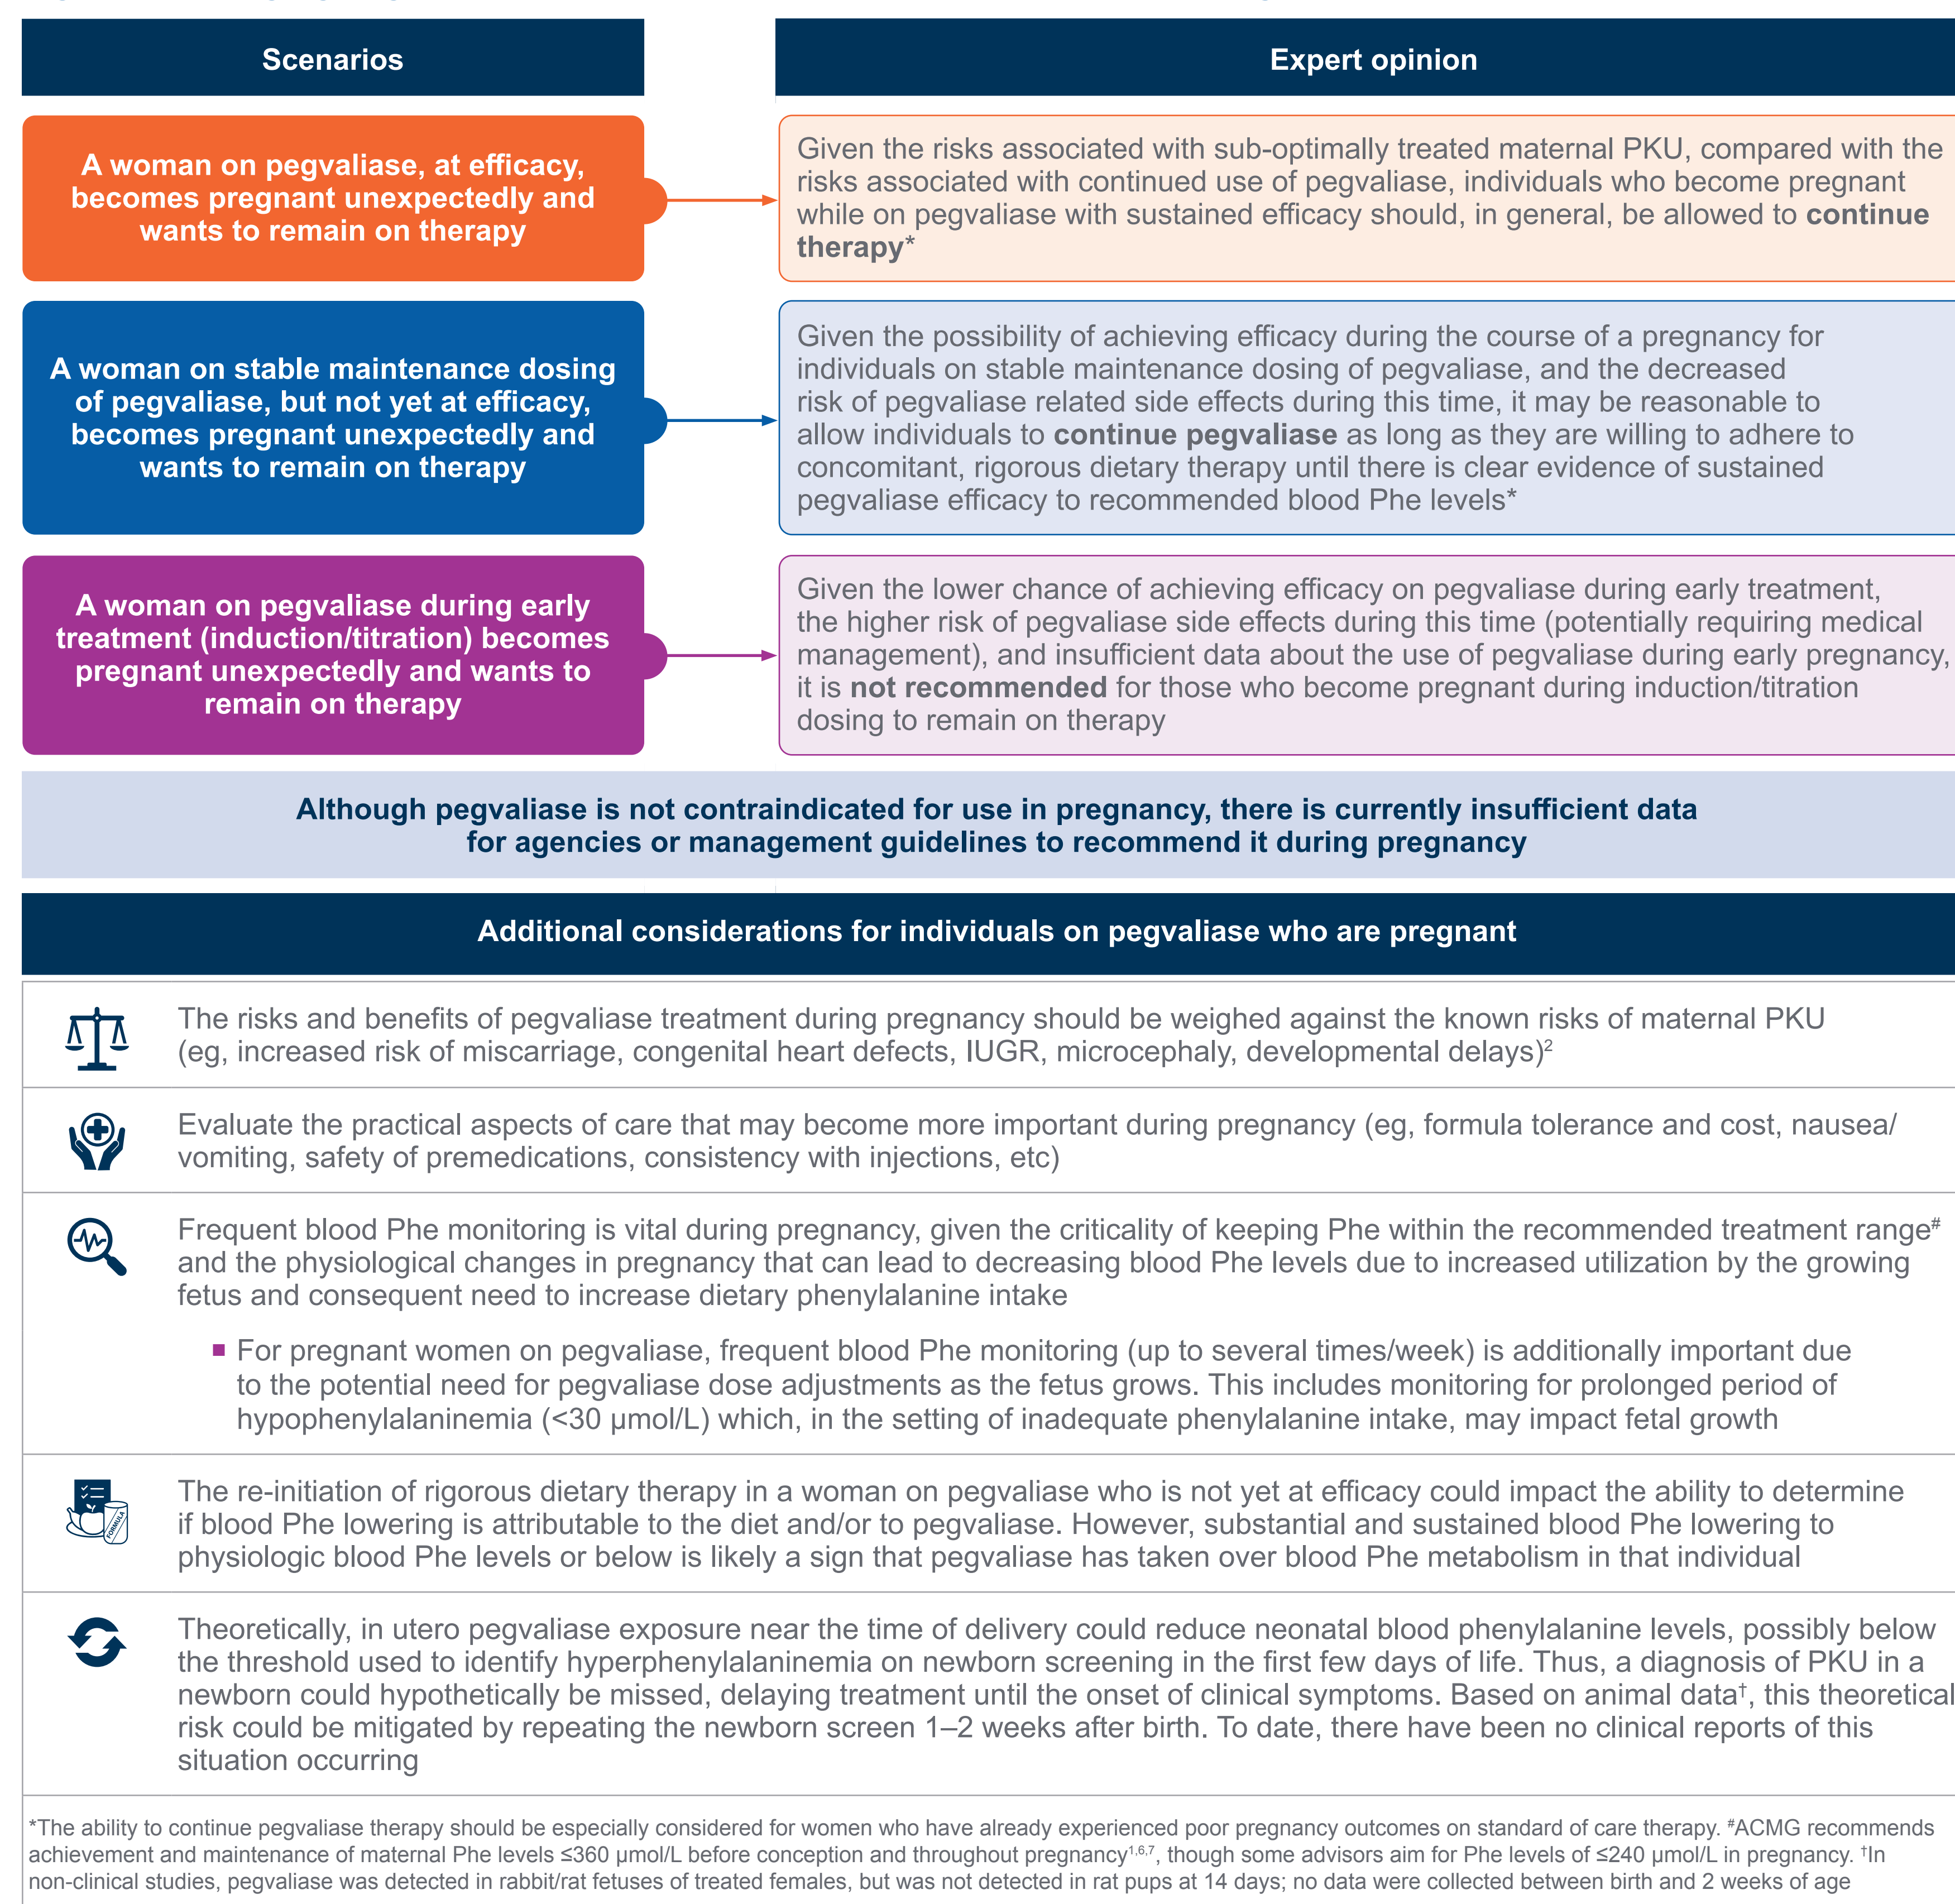 Scenarios
Expert opinion
A woman on pegvaliase, at efficacy,
becomes pregnant unexpectedly and
wants to remain on therapy
Given the risks associated with sub-optimally treated maternal PKU, compared with the
risks associated with continued use of pegvaliase, individuals who become pregnant
while on pegvaliase with sustained efficacy should, in general, be allowed to continue
therapy*
A woman on stable maintenance dosing
of pegvaliase, but not yet at efficacy,
becomes pregnant unexpectedly and
wants to remain on therapy
Given the possibility of achieving efficacy during the course of a pregnancy for
individuals on stable maintenance dosing of pegvaliase, and the decreased
risk of pegvaliase related side effects during this time, it may be reasonable to
allow individuals to continue pegvaliase as long as they are willing to adhere to
concomitant, rigorous dietary therapy until there is clear evidence of sustained
pegvaliase efficacy to recommended blood Phe levels*
A woman on pegvaliase during early
treatment (induction/titration) becomes
pregnant unexpectedly and wants to
remain on therapy
Given the lower chance of achieving efficacy on pegvaliase during early treatment,
the higher risk of pegvaliase side effects during this time (potentially requiring medical
management), and insufficient data about the use of pegvaliase during early pregnancy,
it is not recommended for those who become pregnant during induction/titration
dosing to remain on therapy
Although pegvaliase is not contraindicated for use in pregnancy, there is currently insufficient data
for agencies or management guidelines to recommend it during pregnancy
Additional considerations for individuals on pegvaliase who are pregnant
The risks and benefits of pegvaliase treatment during pregnancy should be weighed against the known risks of maternal PKU
(eg, increased risk of miscarriage, congenital heart defects, IUGR, microcephaly, developmental delays)²
Evaluate the practical aspects of care that may become more important during pregnancy (eg, formula tolerance and cost, nausea/
vomiting, safety of premedications, consistency with injections, etc)
Frequent blood Phe monitoring is vital during pregnancy, given the criticality of keeping Phe within the recommended treatment range#
and the physiological changes in pregnancy that can lead to decreasing blood Phe levels due to increased utilization by the growing
fetus and consequent need to increase dietary phenylalanine intake
■ For pregnant women on pegvaliase, frequent blood Phe monitoring (up to several times/week) is additionally important due
to the potential need for pegvaliase dose adjustments as the fetus grows. This includes monitoring for prolonged period of
hypophenylalaninemia (<30 µmol/L) which, in the setting of inadequate phenylalanine intake, may impact fetal growth
FORMULA
The re-initiation of rigorous dietary therapy in a woman on pegvaliase who is not yet at efficacy could impact the ability to determine
if blood Phe lowering is attributable to the diet and/or to pegvaliase. However, substantial and sustained blood Phe lowering to
physiologic blood Phe levels or below is likely a sign that pegvaliase has taken over blood Phe metabolism in that individual
Theoretically, in utero pegvaliase exposure near the time of delivery could reduce neonatal blood phenylalanine levels, possibly below
the threshold used to identify hyperphenylalaninemia on newborn screening in the first few days of life. Thus, a diagnosis of PKU in a
newborn could hypothetically be missed, delaying treatment until the onset of clinical symptoms. Based on animal data†, this theoretical
risk could be mitigated by repeating the newborn screen 1–2 weeks after birth. To date, there have been no clinical reports of this
situation occurring
*The ability to continue pegvaliase therapy should be especially considered for women who have already experienced poor pregnancy outcomes on standard of care therapy. #ACMG recommends
achievement and maintenance of maternal Phe levels ≤360 µmol/L before conception and throughout pregnancy¹,⁶,⁷, though some advisors aim for Phe levels of ≤240 µmol/L in pregnancy. †In
non-clinical studies, pegvaliase was detected in rabbit/rat fetuses of treated females, but was not detected in rat pups at 14 days; no data were collected between birth and 2 weeks of age